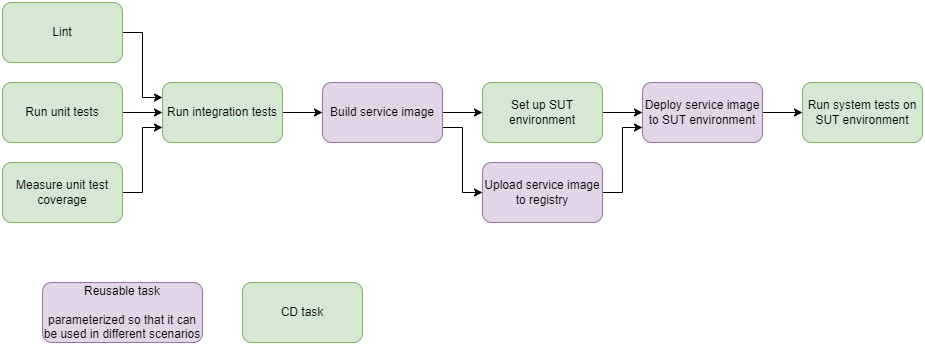 Lint
Run unit tests
Measure unit test
coverage
Run integration tests
Build service image
Set up SUT
environment
Upload service image
to registry
Deploy service image
to SUT environment
Run system tests on
SUT environment
Reusable task
parameterized so that it can
be used in different scenarios
CD task